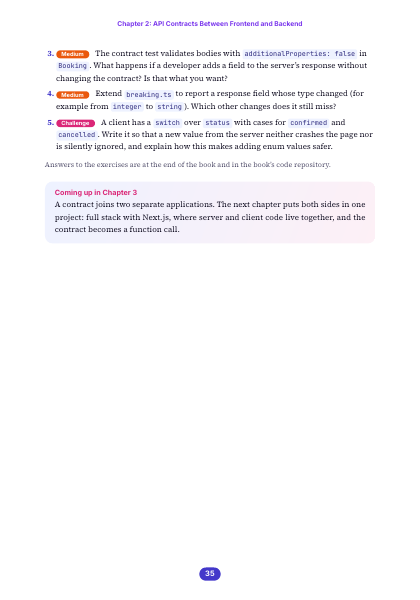 Chapter 2: API Contracts Between Frontend and Backend
3. Medium The contract test validates bodies with additionalProperties: false in
Booking. What happens if a developer adds a field to the server's response without
changing the contract? Is that what you want?
4. Medium Extend breaking.ts to report a response field whose type changed (for
example from integer to string). Which other changes does it still miss?
5. Challenge A client has a switch over status with cases for confirmed and
cancelled. Write it so that a new value from the server neither crashes the page nor
is silently ignored, and explain how this makes adding enum values safer.
Answers to the exercises are at the end of the book and in the book's code repository.
Coming up in Chapter 3
A contract joins two separate applications. The next chapter puts both sides in one
project: full stack with Next.js, where server and client code live together, and the
contract becomes a function call.
35